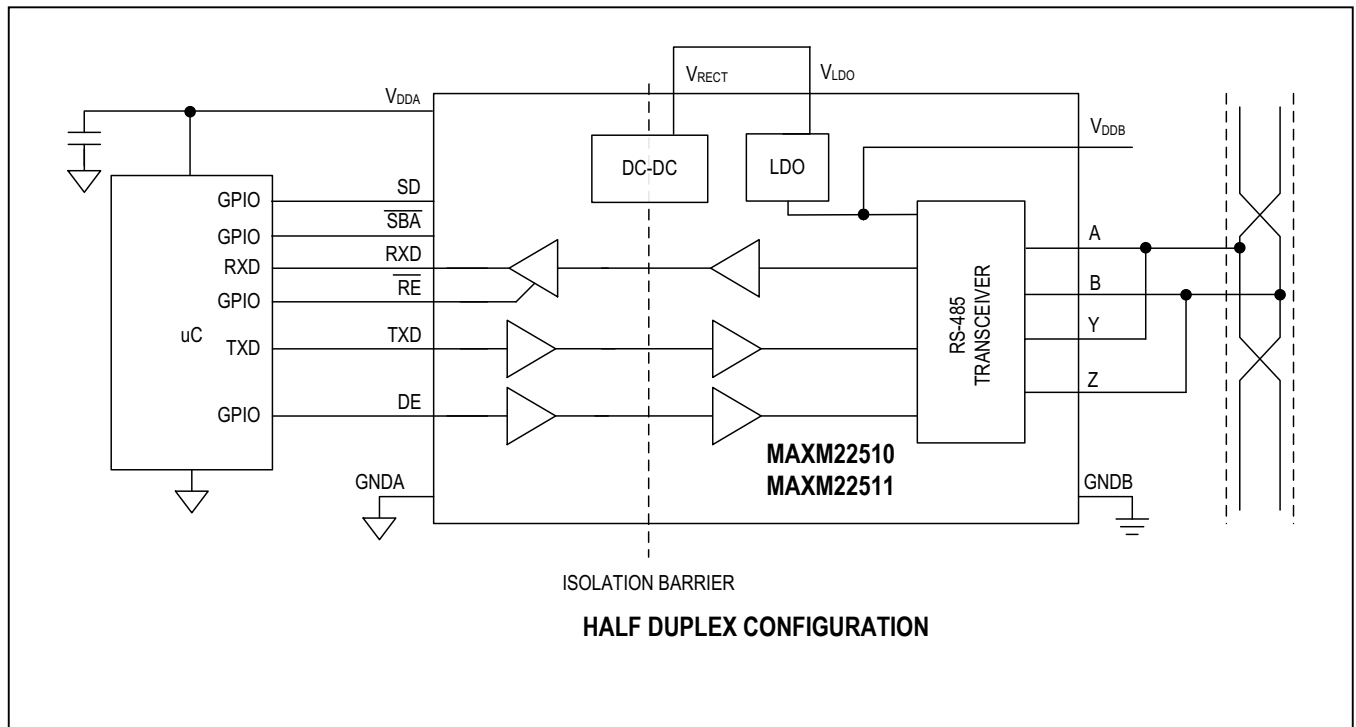 VRECT
VLDO
VDDA
VDDB
DC-DC
LDO
GPIO
SD
GPIO
SBA
RXD
RXD
GPIO
RE
uC
TXD
TXD
GPIO
DE
RS-485
TRANSCEIVER
A
B
Y
Z
MAXM22510
MAXM22511
GNDA
GNDB
ISOLATION BARRIER
HALF DUPLEX CONFIGURATION